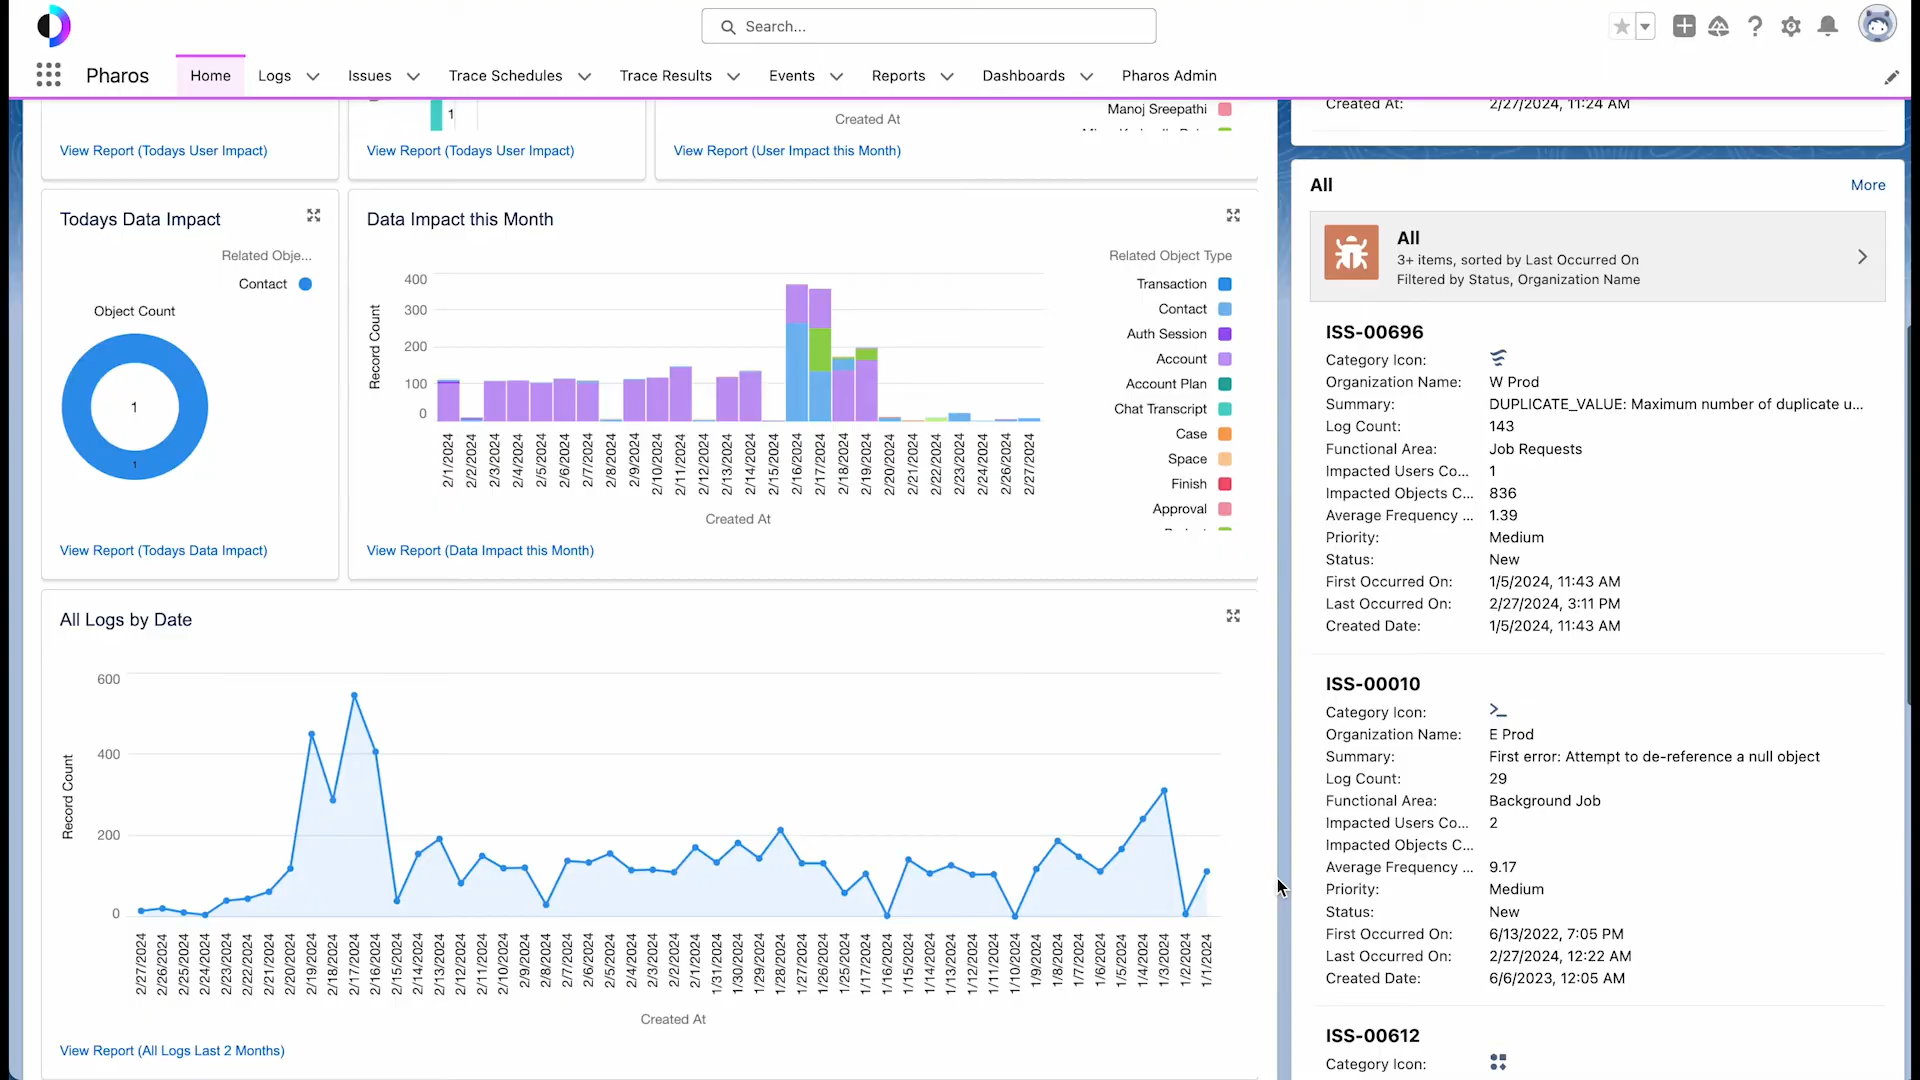 Search...
Pharos
Home
Logs
Issues
Trace Schedules
Trace Results
Events
Reports
Dashboards
Pharos Admin
1
Created At
Manoj Sreepathi
View Report (Todays User Impact)
View Report (Todays User Impact)
View Report (User Impact this Month)
Todays Data Impact
Related Obje...
Contact
Object Count
1
1
View Report (Todays Data Impact)
Data Impact this Month
Record Count
400
300
200
100
0
2/1/2024
2/2/2024
2/3/2024
2/4/2024
2/5/2024
2/6/2024
2/7/2024
2/8/2024
2/9/2024
2/10/2024
2/11/2024
2/12/2024
2/13/2024
2/14/2024
2/15/2024
2/16/2024
2/17/2024
2/18/2024
2/19/2024
2/20/2024
2/21/2024
2/22/2024
2/23/2024
2/24/2024
2/26/2024
2/27/2024
Created At
Related Object Type
Transaction
Contact
Auth Session
Account
Account Plan
Chat Transcript
Case
Space
Finish
Approval
View Report (Data Impact this Month)
All Logs by Date
Record Count
600
400
200
0
2/27/2024
2/26/2024
2/25/2024
2/24/2024
2/23/2024
2/22/2024
2/21/2024
2/20/2024
2/19/2024
2/18/2024
2/17/2024
2/16/2024
2/15/2024
2/14/2024
2/13/2024
2/12/2024
2/11/2024
2/10/2024
2/9/2024
2/8/2024
2/7/2024
2/6/2024
2/5/2024
2/4/2024
2/3/2024
2/2/2024
2/1/2024
1/31/2024
1/30/2024
1/29/2024
1/28/2024
1/27/2024
1/26/2024
1/25/2024
1/17/2024
1/16/2024
1/15/2024
1/14/2024
1/13/2024
1/12/2024
1/11/2024
1/10/2024
1/9/2024
1/8/2024
1/7/2024
1/6/2024
1/5/2024
1/4/2024
1/3/2024
1/2/2024
1/1/2024
Created At
View Report (All Logs Last 2 Months)
Created At: 2/27/2024, 11:24 AM
All
More
All
3+ items, sorted by Last Occurred On
Filtered by Status, Organization Name
ISS-00696
Category Icon:
Organization Name: W Prod
Summary: DUPLICATE_VALUE: Maximum number of duplicate u...
Log Count: 143
Functional Area: Job Requests
Impacted Users Co... 1
Impacted Objects C... 836
Average Frequency ... 1.39
Priority: Medium
Status: New
First Occurred On: 1/5/2024, 11:43 AM
Last Occurred On: 2/27/2024, 3:11 PM
Created Date: 1/5/2024, 11:43 AM
ISS-00010
Category Icon:
Organization Name: E Prod
Summary: First error: Attempt to de-reference a null object
Log Count: 29
Functional Area: Background Job
Impacted Users Co... 2
Impacted Objects C...
Average Frequency ... 9.17
Priority: Medium
Status: New
First Occurred On: 6/13/2022, 7:05 PM
Last Occurred On: 2/27/2024, 12:22 AM
Created Date: 6/6/2023, 12:05 AM
ISS-00612
Category Icon: